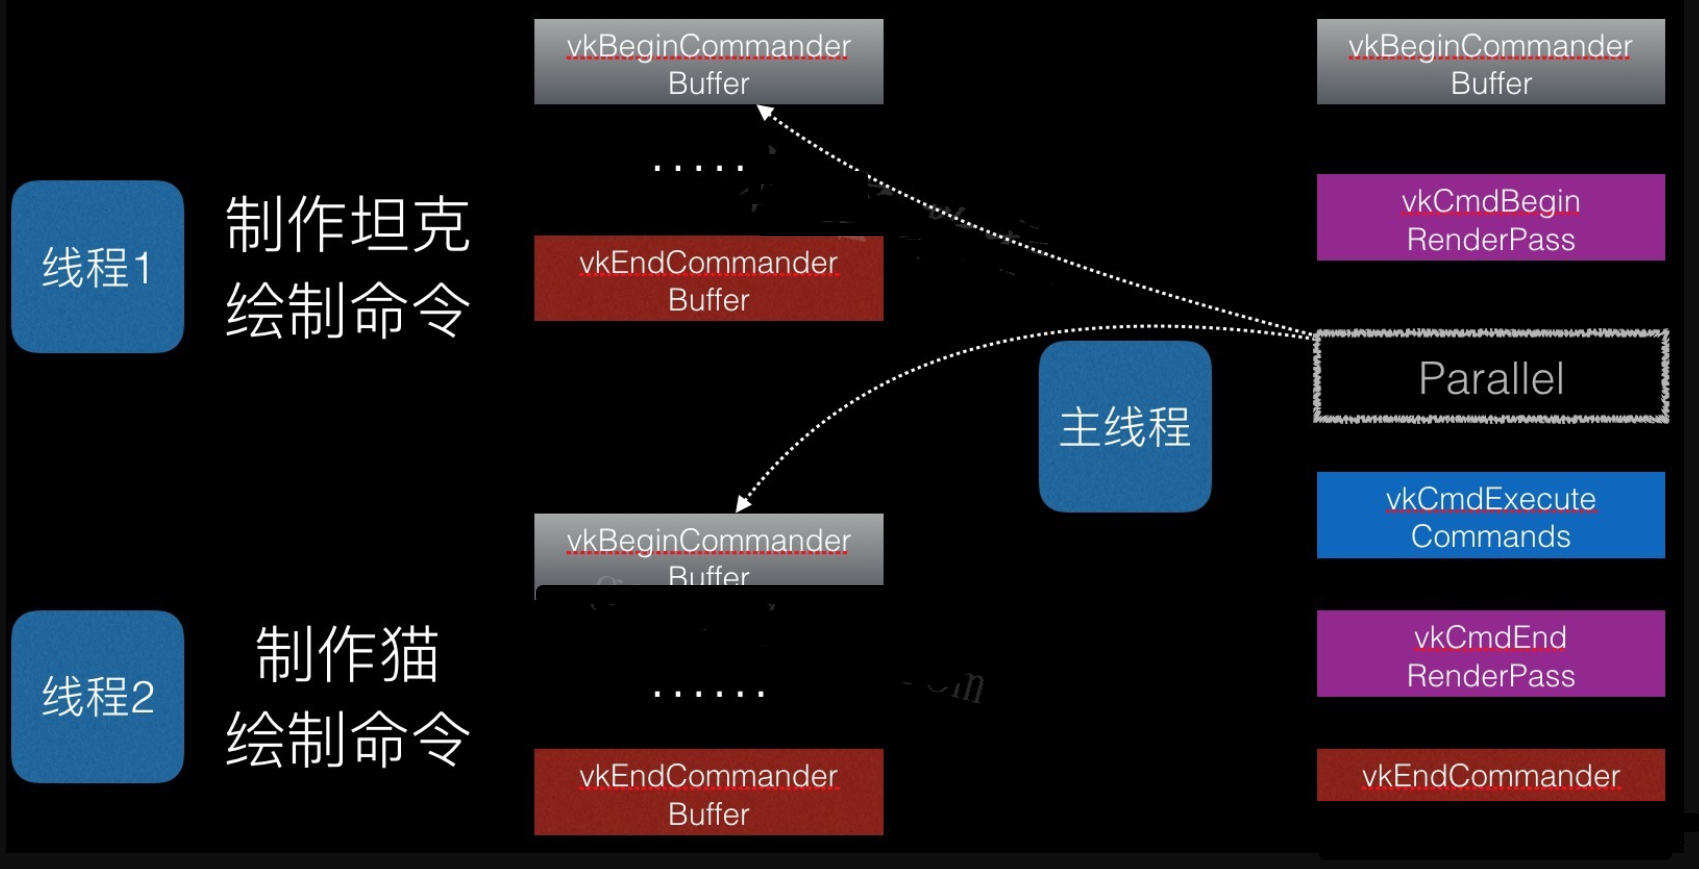 vkBeginCommander
Buffer
.....
线程1
制作坦克
绘制命令
vkEndCommander
Buffer
vkBeginCommander
Buffer
线程2
制作猫
绘制命令
......
vkEndCommander
Buffer
主线程
vkBeginCommander
Buffer
vkCmdBegin
RenderPass
Parallel
vkCmdExecute
Commands
vkCmdEnd
RenderPass
vkEndCommander